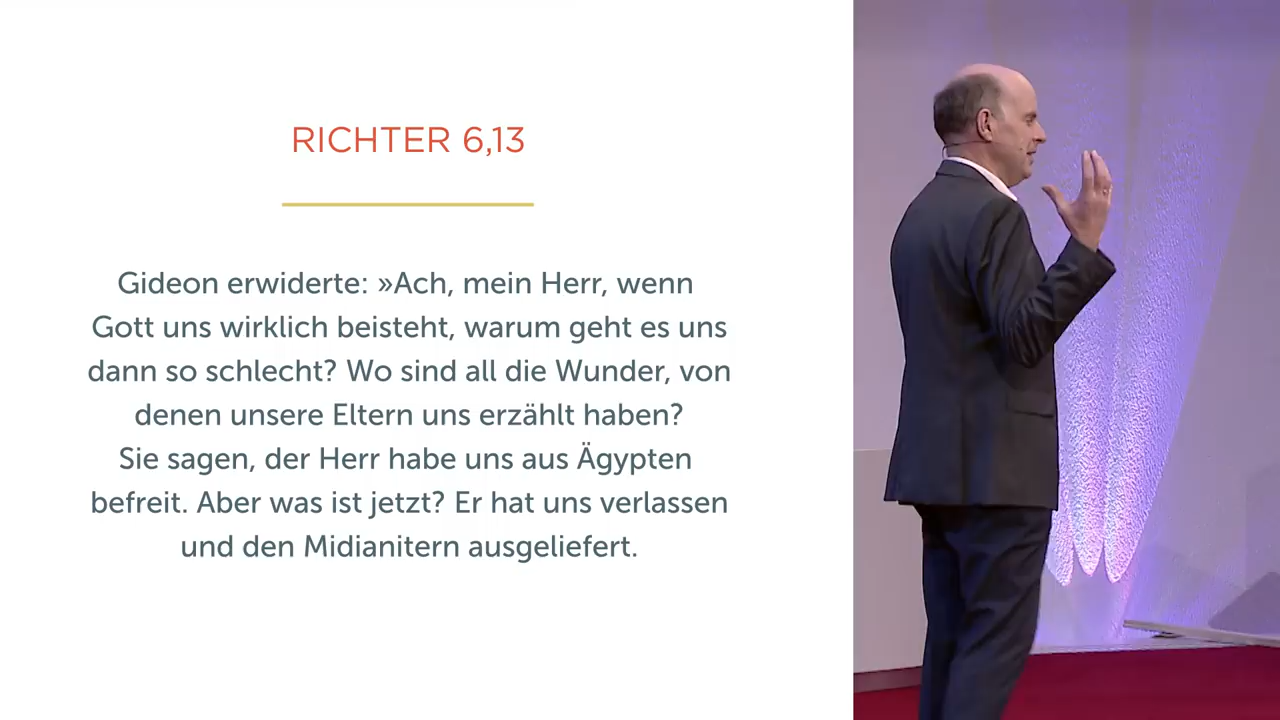 RICHTER 6,13
Gideon erwiderte: »Ach, mein Herr, wenn
Gott uns wirklich beisteht, warum geht es uns
dann so schlecht? Wo sind all die Wunder, von
denen unsere Eltern uns erzählt haben?
Sie sagen, der Herr habe uns aus Ägypten
befreit. Aber was ist jetzt? Er hat uns verlassen
und den Midianitern ausgeliefert.